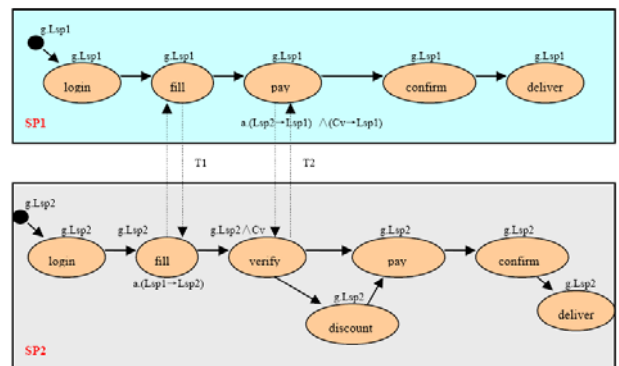 g.Lsp1
g.Lsp1 g.Lsp1 g.Lsp1 g.Lsp1 g.Lsp1
login fill pay confirm deliver
a.(Lsp2→Lsp1) ∧(Cv→Lsp1)
SP1
T1 T2
g.Lsp2
g.Lsp2 g.Lsp2 g.Lsp2∧Cv g.Lsp2 g.Lsp2
login fill verify pay confirm
a.(Lsp1→Lsp2) g.Lsp2
g.Lsp2
discount deliver
SP2